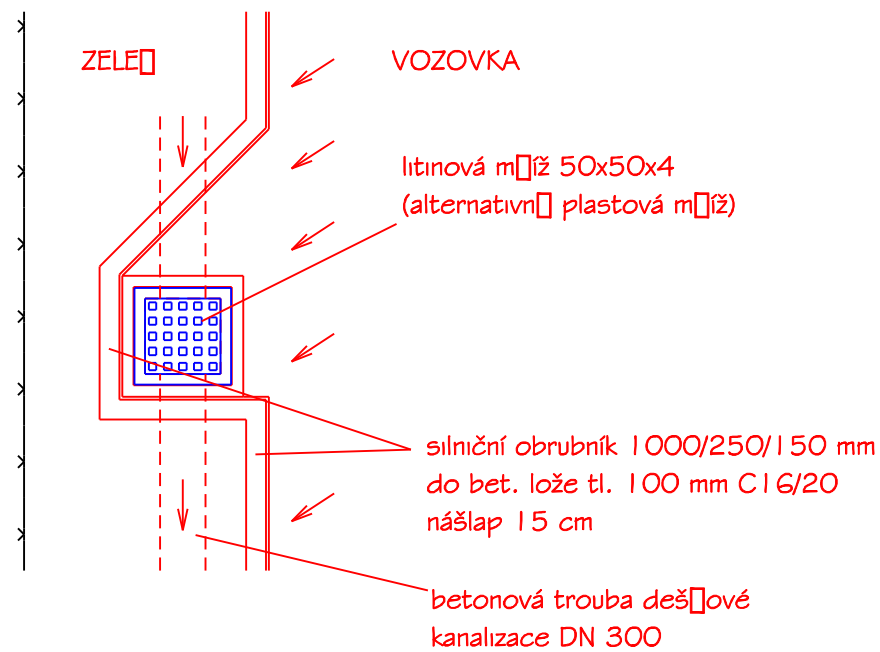 ZELE▯
VOZOVKA
litinová m▯íž 50x50x4
(alternativn▯ plastová m▯íž)
silniční obrubník 1000/250/150 mm
do bet. lože tl. 100 mm C16/20
nášlap 15 cm
betonová trouba deš▯ové
kanalizace DN 300